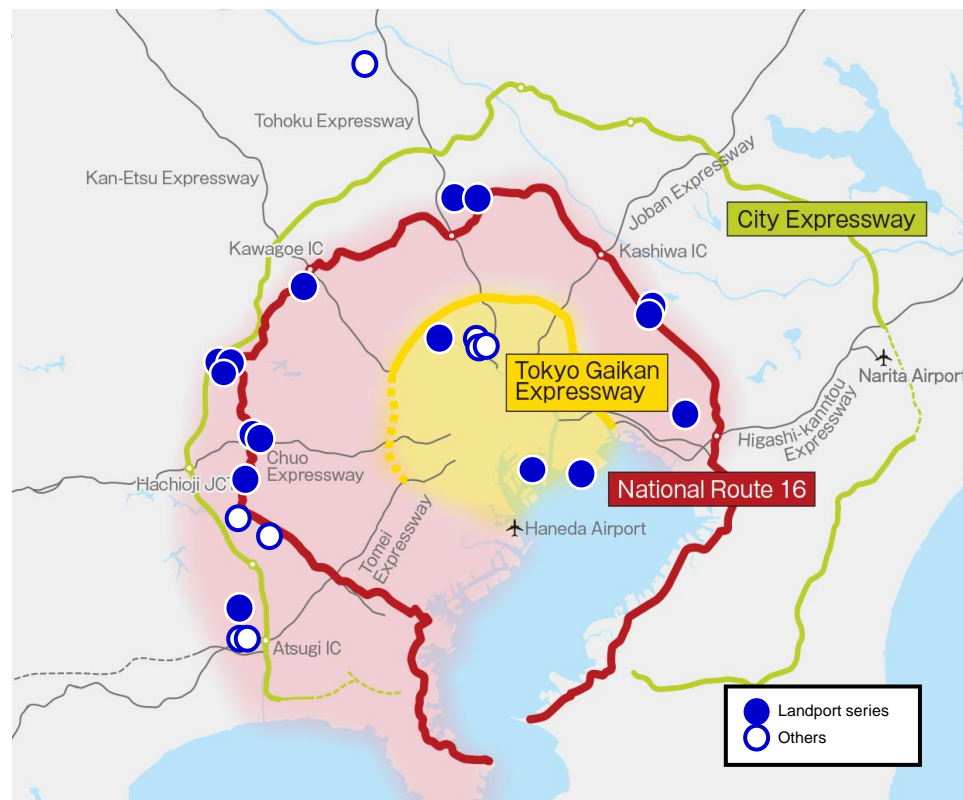 Tohoku Expressway
Kan-Etsu Expressway
Joban Expressway
City Expressway
Kawagoe IC
Kashiwa IC
Tokyo Gaikan
Expressway
Narita Airport
Higashi-kanntou
Expressway
Chuo
Expressway
Hachioji JCT
National Route 16
Tomei
Expressway
Haneda Airport
Atsugi IC
Landport series
Others